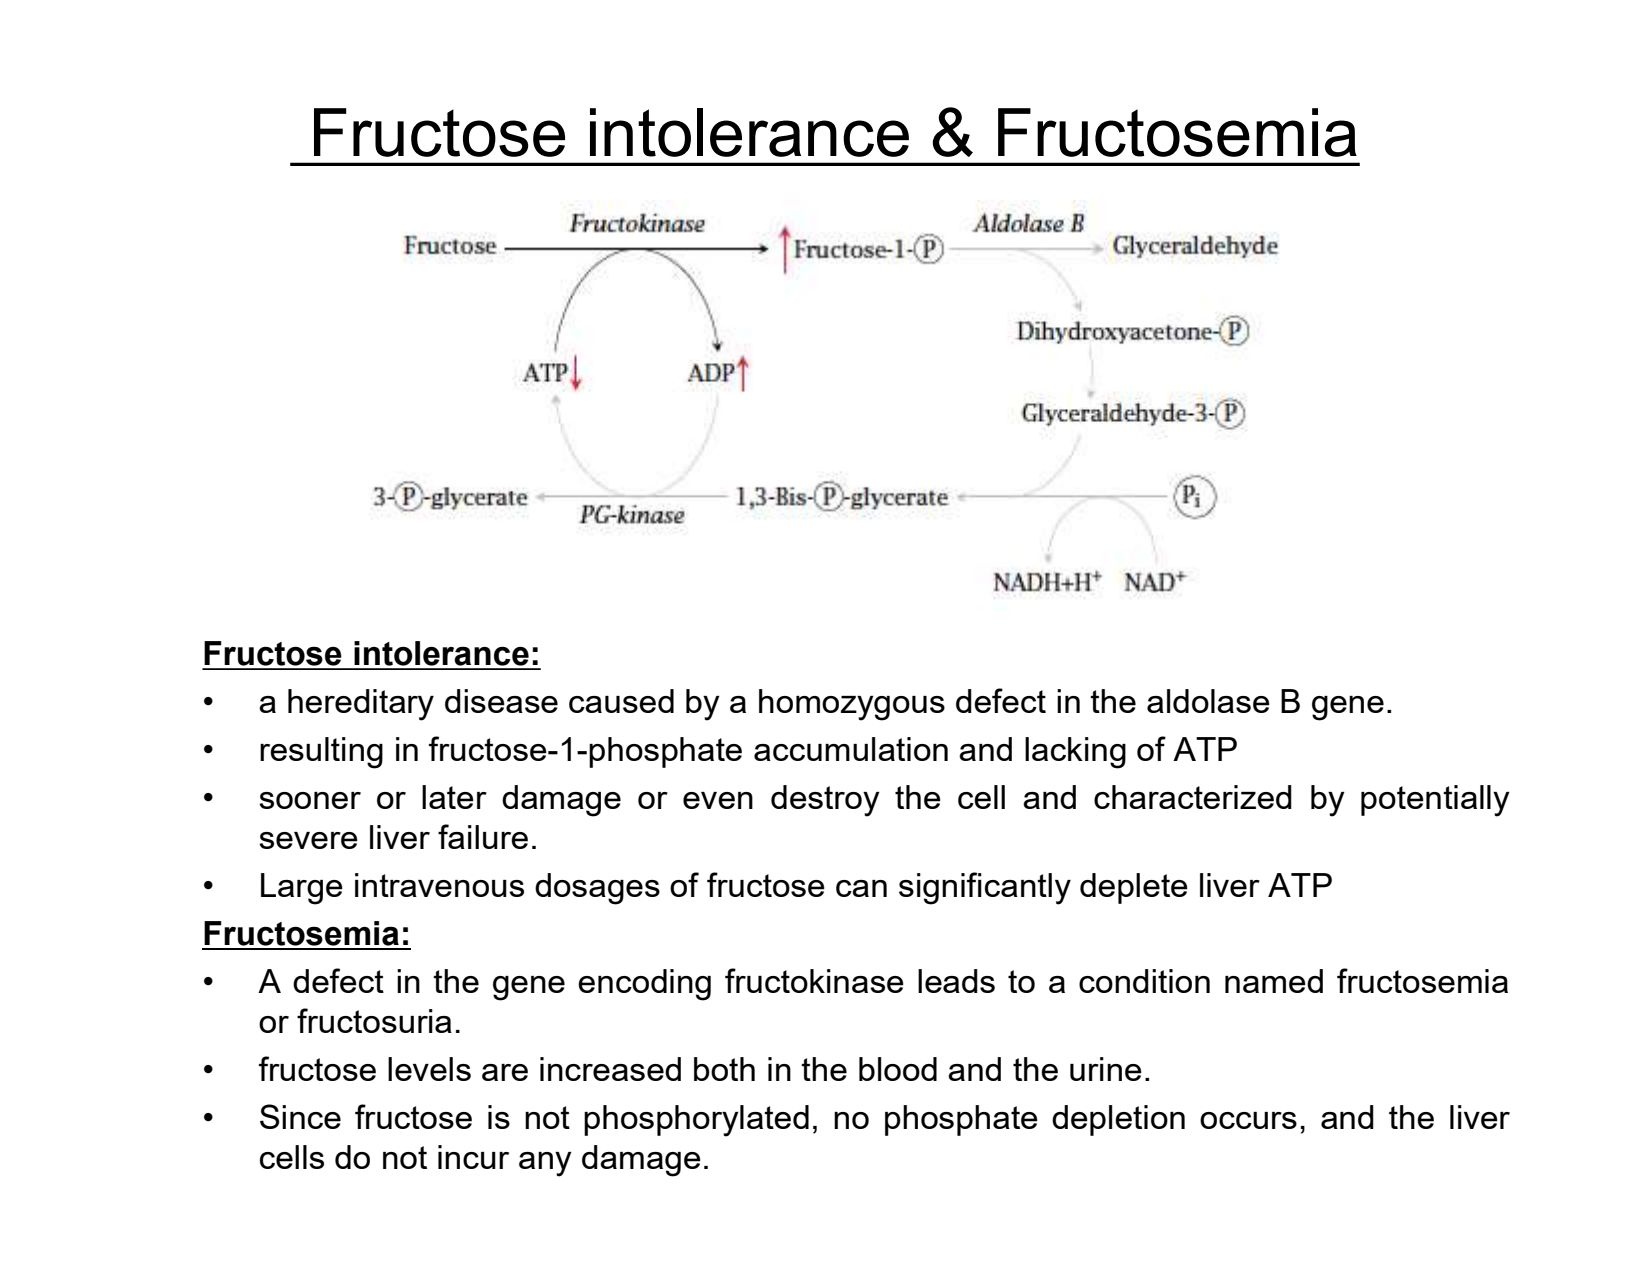 Fructose intolerance & Fructosemia
Fructokinase
Aldolase B
Fructose
Fructose-1-P
Glyceraldehyde
Dihydroxyacetone-P
ATP
ADP
Glyceraldehyde-3-P
3-P-glycerate
1,3-Bis-P-glycerate
Pi
PG-kinase
NADH+H+ NAD+
Fructose intolerance:
• a hereditary disease caused by a homozygous defect in the aldolase B gene.
• resulting in fructose-1-phosphate accumulation and lacking of ATP
• sooner or later damage or even destroy the cell and characterized by potentially
severe liver failure.
• Large intravenous dosages of fructose can significantly deplete liver ATP
Fructosemia:
• A defect in the gene encoding fructokinase leads to a condition named fructosemia
or fructosuria.
• fructose levels are increased both in the blood and the urine.
• Since fructose is not phosphorylated, no phosphate depletion occurs, and the liver
cells do not incur any damage.